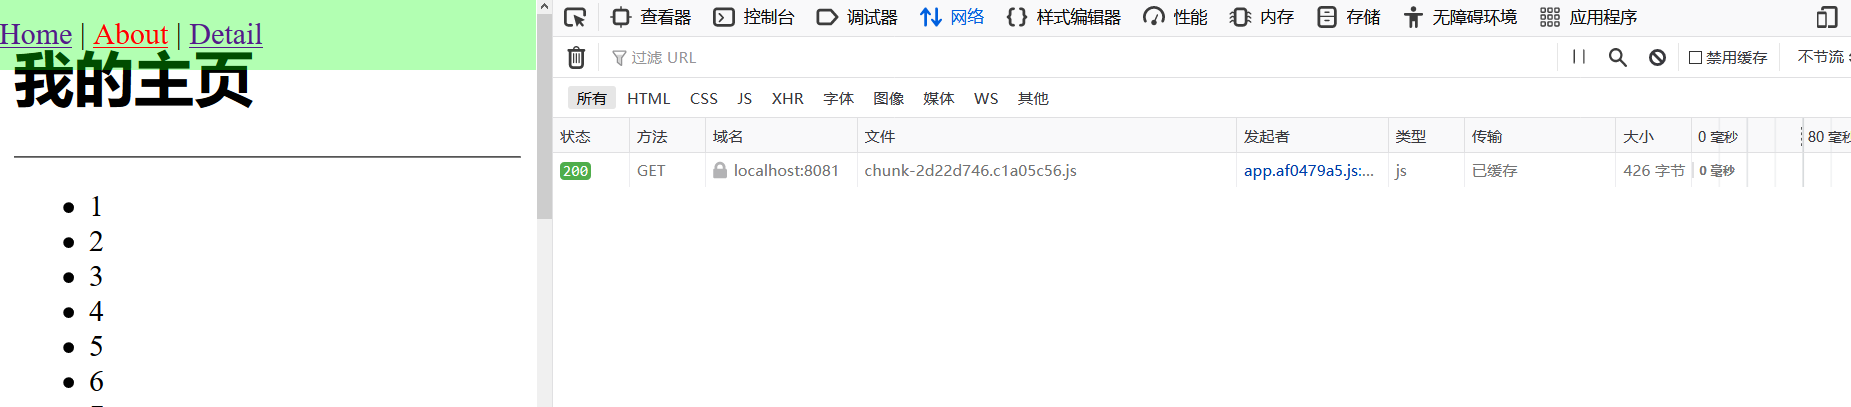 Home | About | Detail
我的主页
1
2
3
4
5
6
查看器 控制台 调试器 网络 样式编辑器 性能 内存 存储 无障碍环境 应用程序
过滤 URL 禁用缓存 不节流
所有 HTML CSS JS XHR 字体 图像 媒体 WS 其他
状态 方法 域名 文件 发起者 类型 传输 大小 0 毫秒 80 毫秒
200 GET localhost:8081 chunk-2d22d746.c1a05c56.js app.af0479a5.js:... js 已缓存 426 字节 0 毫秒